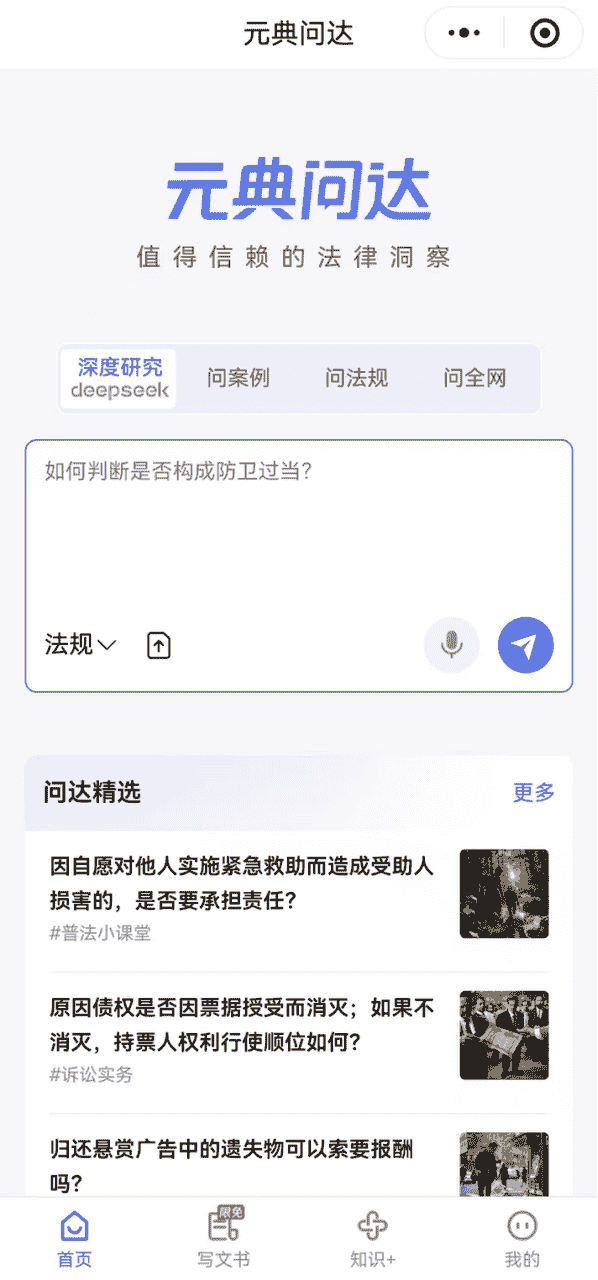 元典问达
元典问达
值得信赖的法律洞察
深度研究
deepseek
问案例
问法规
问全网
如何判断是否构成防卫过当?
法规
问达精选
更多
因自愿对他人实施紧急救助而造成受助人
损害的，是否要承担责任?
#普法小课堂
原因债权是否因票据授受而消灭；如果不
消灭，持票人权利行使顺位如何?
#诉讼实务
归还悬赏广告中的遗失物可以索要报酬
吗?
限免
首页
写文书
知识+
我的